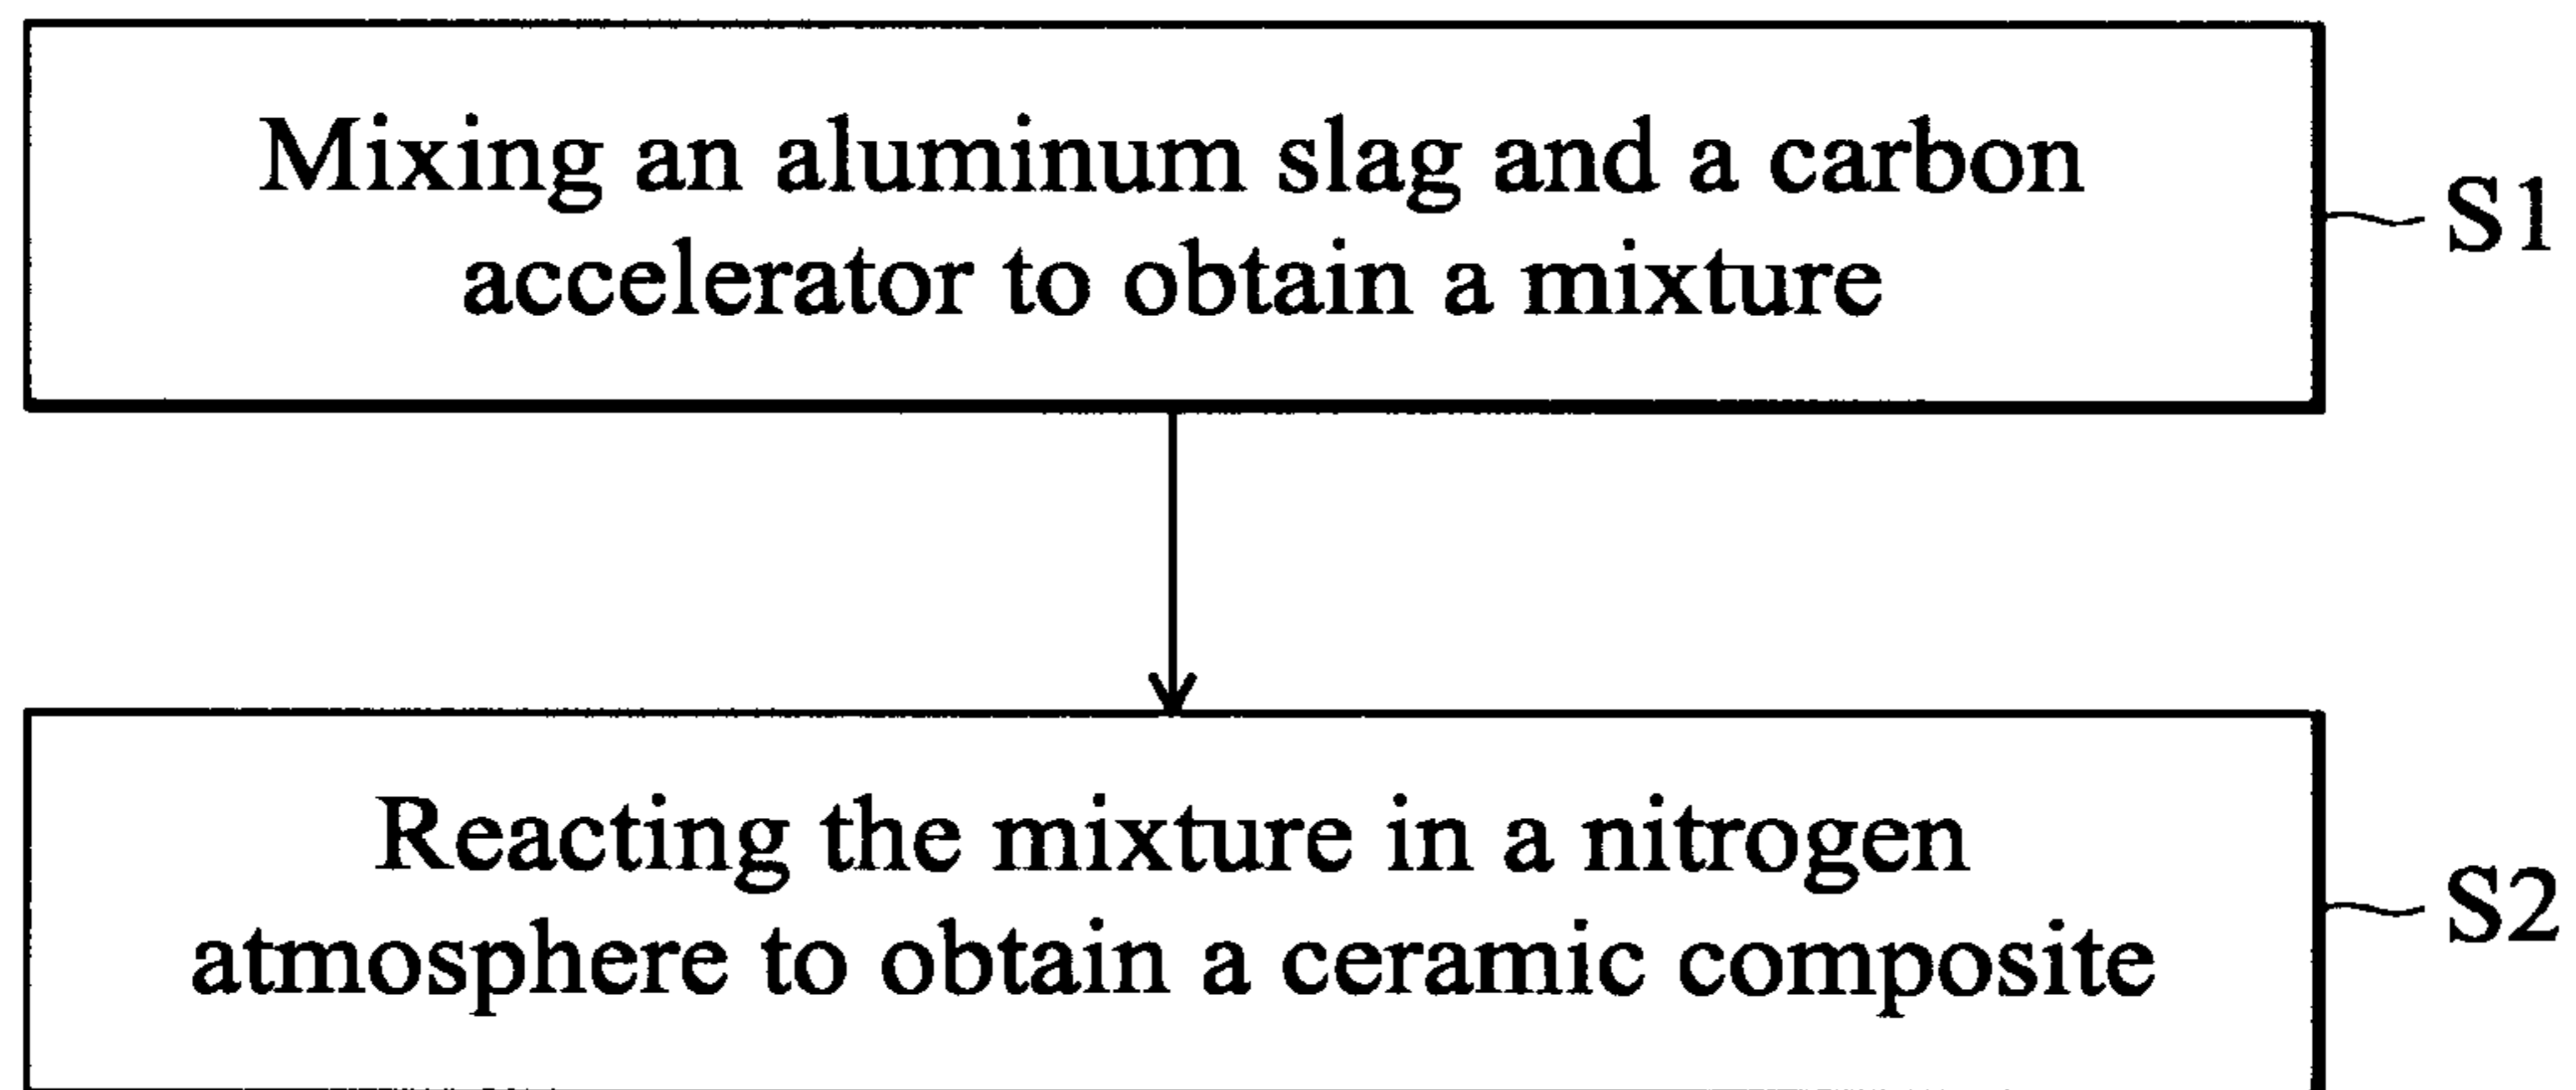 Mixing an aluminum slag and a carbon
accelerator to obtain a mixture
S1
Reacting the mixture in a nitrogen
atmosphere to obtain a ceramic composite
S2